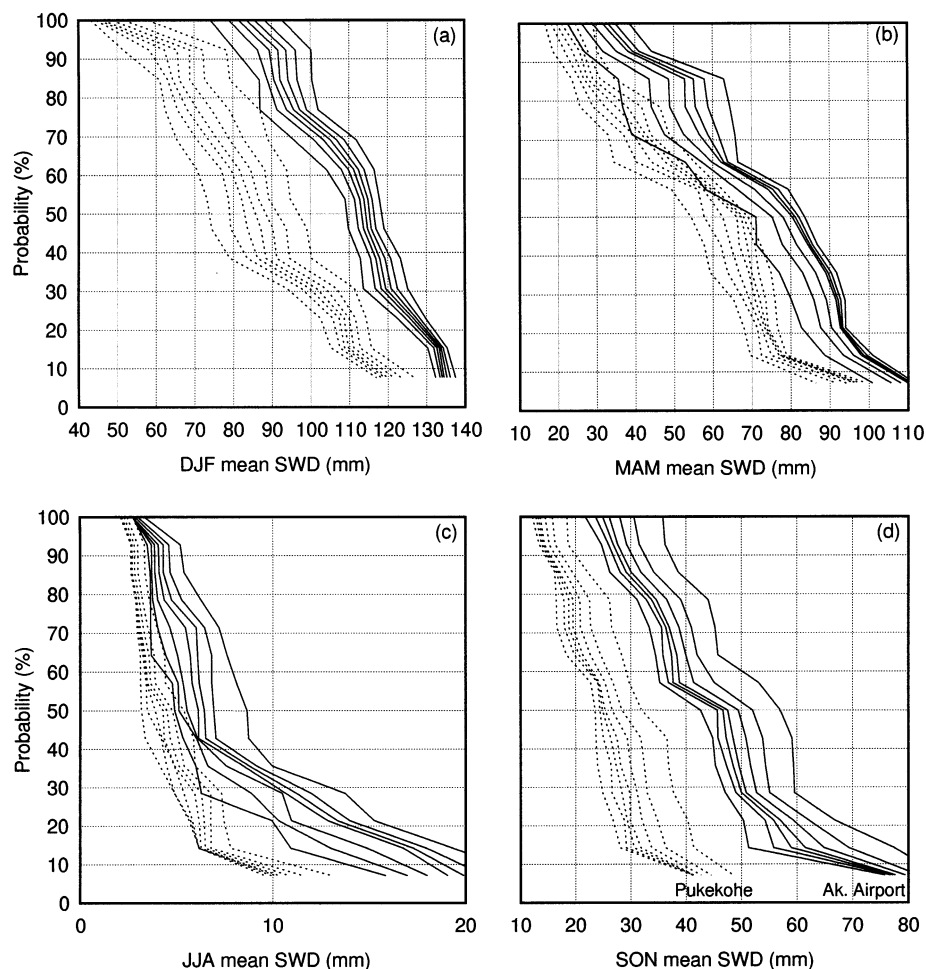 (a)
Probability (%)
100
90
80
70
60
50
40
30
20
10
0
40 50 60 70 80 90 100 110 120 130 140
DJF mean SWD (mm)
(b)
10 20 30 40 50 60 70 80 90 100 110
MAM mean SWD (mm)
(c)
Probability (%)
100
90
80
70
60
50
40
30
20
10
0
0 10 20
JJA mean SWD (mm)
(d)
Pukekohe Ak. Airport
10 20 30 40 50 60 70 80
SON mean SWD (mm)